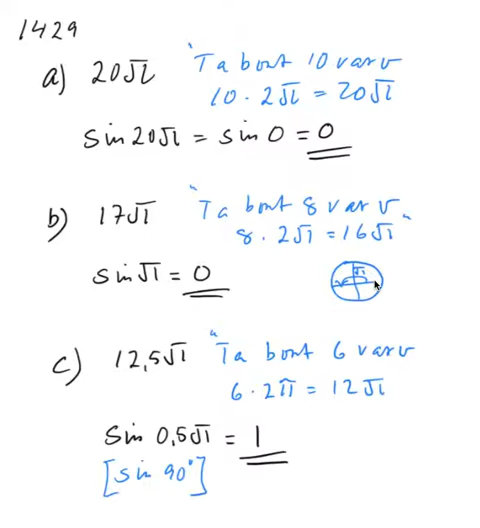 1429
a) 20π "Ta bort 10 varv
10 · 2π = 20π
sin 20π = sin 0 = 0
b) 17π "Ta bort 8 varv"
8 · 2π = 16π
sin π = 0
π
c) 12,5π "Ta bort 6 varv
6 · 2π = 12π
sin 0,5π = 1
[sin 90°]